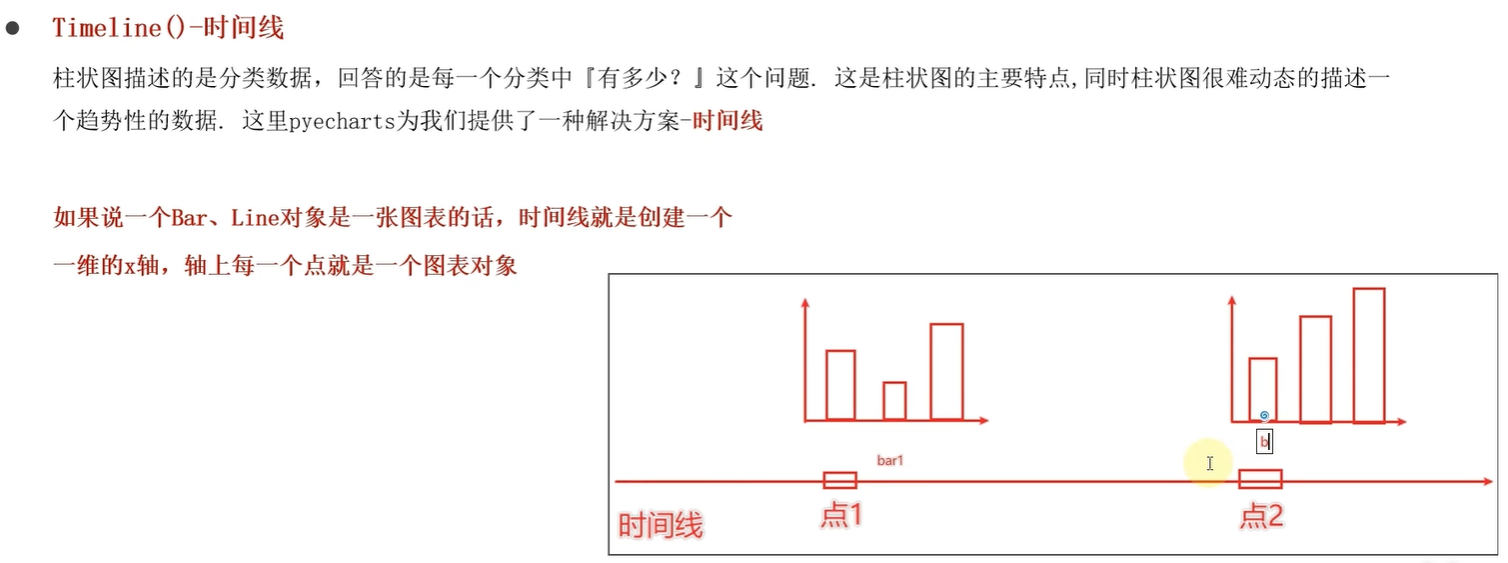 Timeline()-时间线
柱状图描述的是分类数据，回答的是每一个分类中『有多少？』这个问题. 这是柱状图的主要特点,同时柱状图很难动态的描述一
个趋势性的数据. 这里pyecharts为我们提供了一种解决方案-时间线
如果说一个Bar、Line对象是一张图表的话，时间线就是创建一个
一维的x轴，轴上每一个点就是一个图表对象
b
bar1
时间线
点1
点2